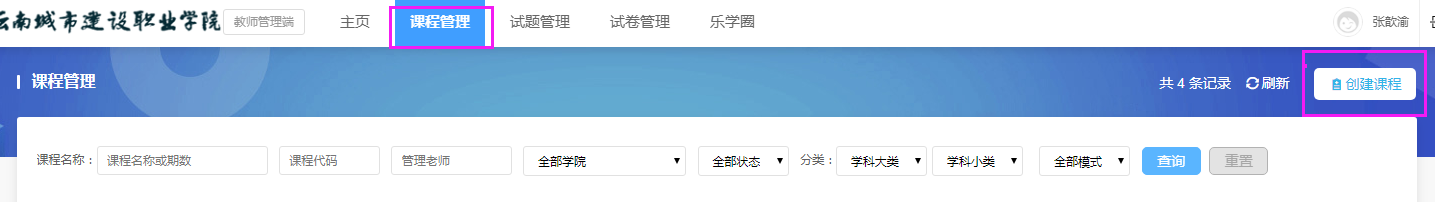 云南城市建设职业学院 教师管理端 主页 课程管理 试题管理 试卷管理 乐学圈 张歆渝
课程管理 共 4 条记录 刷新 创建课程
课程名称： 课程名称或期数 课程代码 管理老师 全部学院 全部状态 分类： 学科大类 学科小类 全部模式 查询 重置